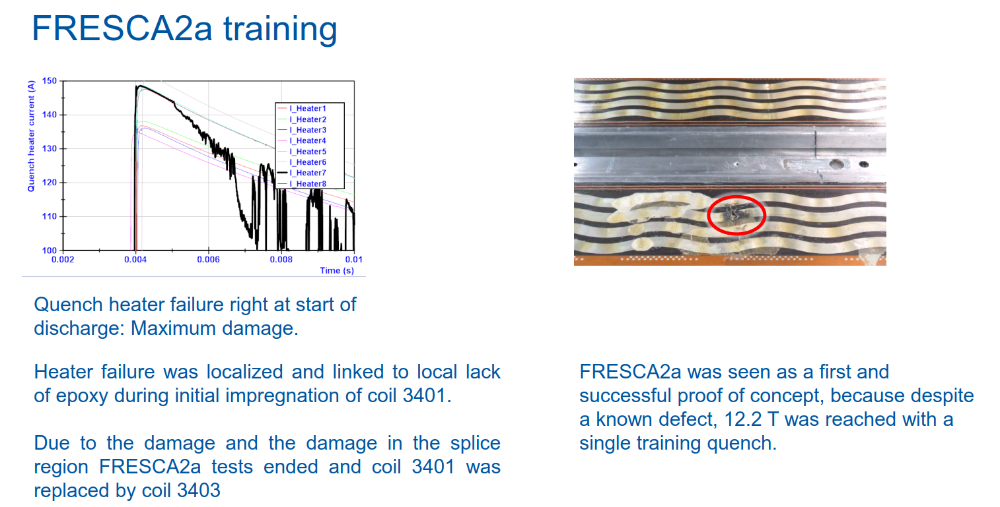 FRESCA2a training
Quench heater current (A)
150
140
130
120
110
100
0.002
0.004
0.006
0.008
0.01
Time (s)
I_Heater1
I_Heater2
I_Heater3
I_Heater4
I_Heater5
I_Heater6
I_Heater7
I_Heater8
Quench heater failure right at start of
discharge: Maximum damage.
Heater failure was localized and linked to local lack
of epoxy during initial impregnation of coil 3401.
Due to the damage and the damage in the splice
region FRESCA2a tests ended and coil 3401 was
replaced by coil 3403
FRESCA2a was seen as a first and
successful proof of concept, because despite
a known defect, 12.2 T was reached with a
single training quench.